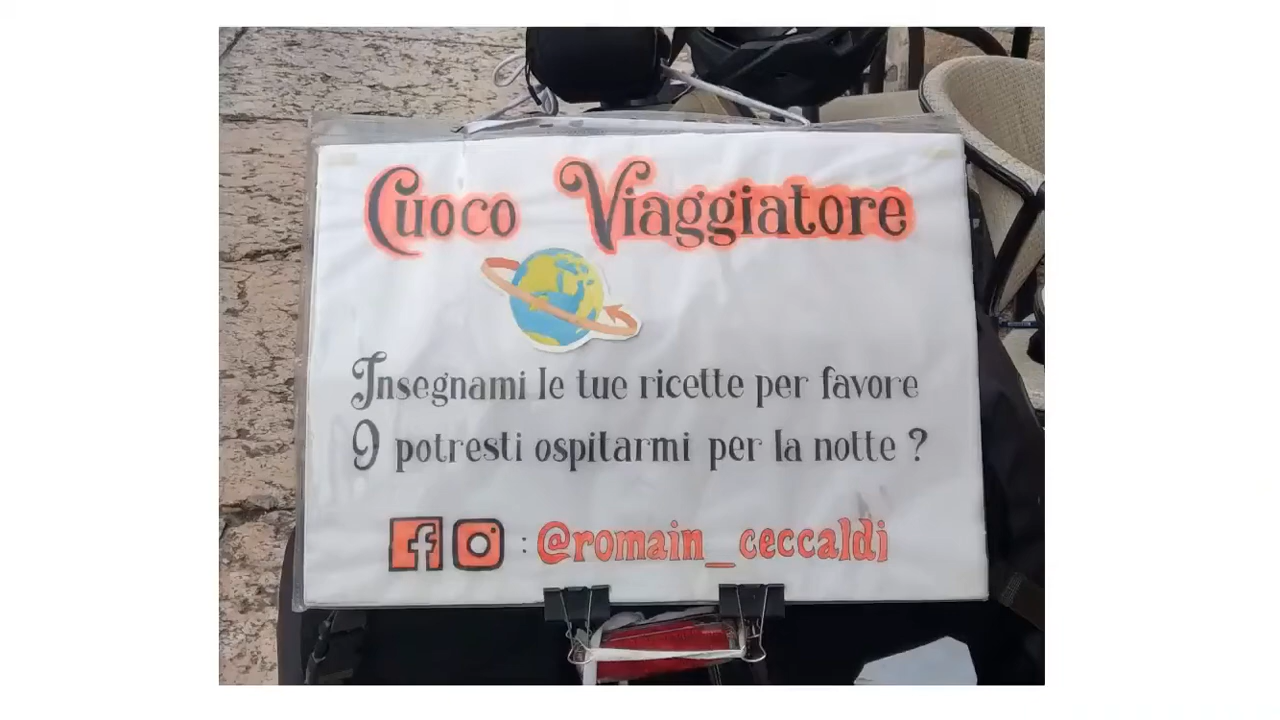 Cuoco Viaggiatore
Insegnami le tue ricette per favore
O potresti ospitarmi per la notte ?
: @romain_ceccaldi